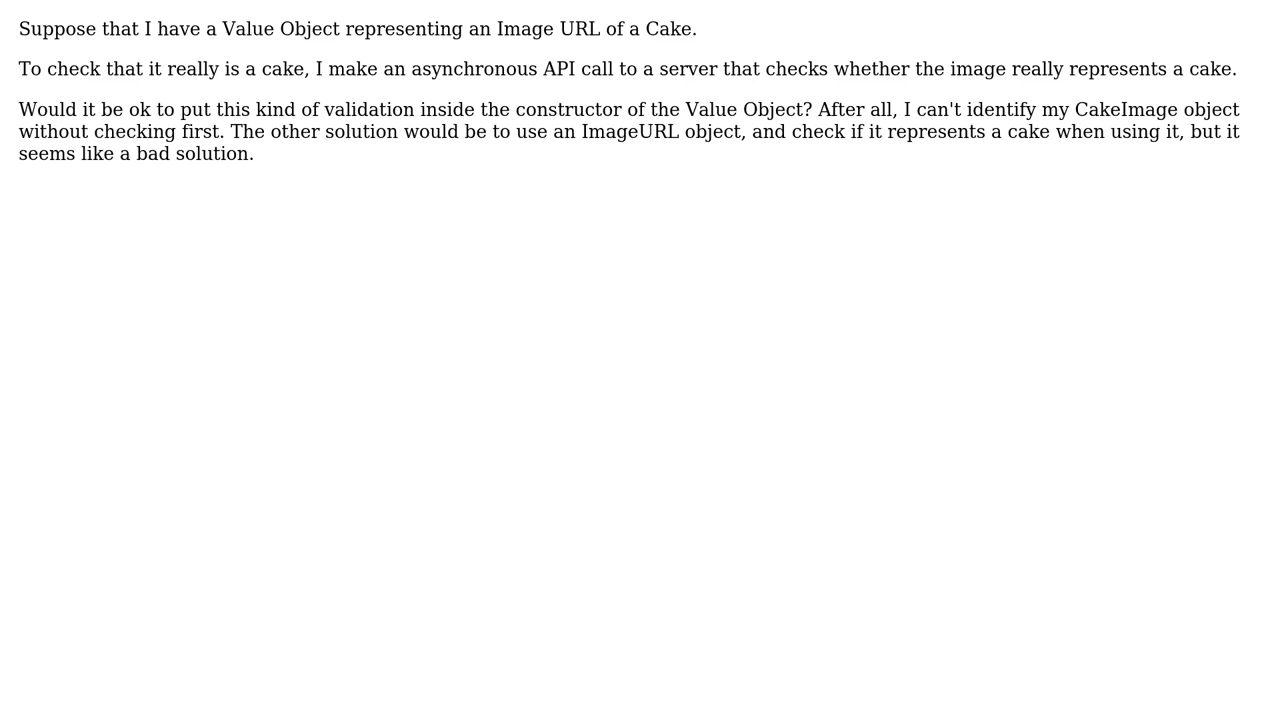 Suppose that I have a Value Object representing an Image URL of a Cake.
To check that it really is a cake, I make an asynchronous API call to a server that checks whether the image really represents a cake.
Would it be ok to put this kind of validation inside the constructor of the Value Object? After all, I can't identify my CakeImage object
without checking first. The other solution would be to use an ImageURL object, and check if it represents a cake when using it, but it
seems like a bad solution.